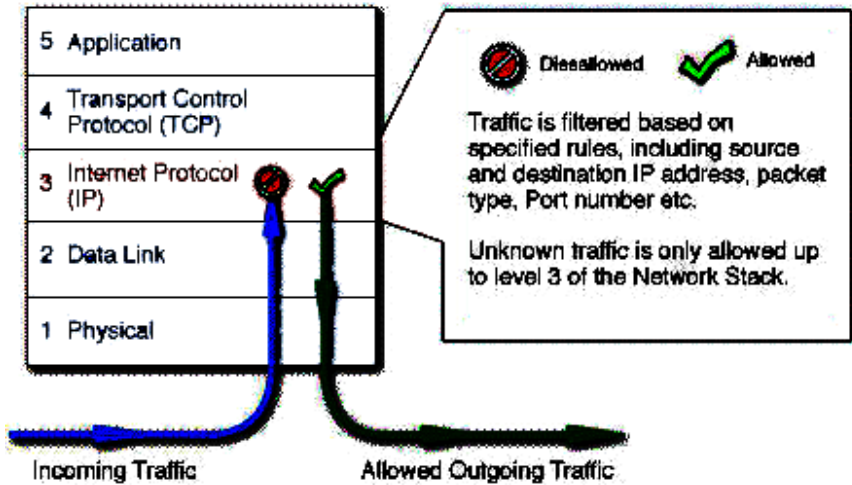 5 Application
4 Transport Control
Protocol (TCP)
3 Internet Protocol
(IP)
2 Data Link
1 Physical
Disallowed
Allowed
Traffic is filtered based on
specified rules, including source
and destination IP address, packet
type, Port number etc.
Unknown traffic is only allowed up
to level 3 of the Network Stack.
Incoming Traffic
Allowed Outgoing Traffic